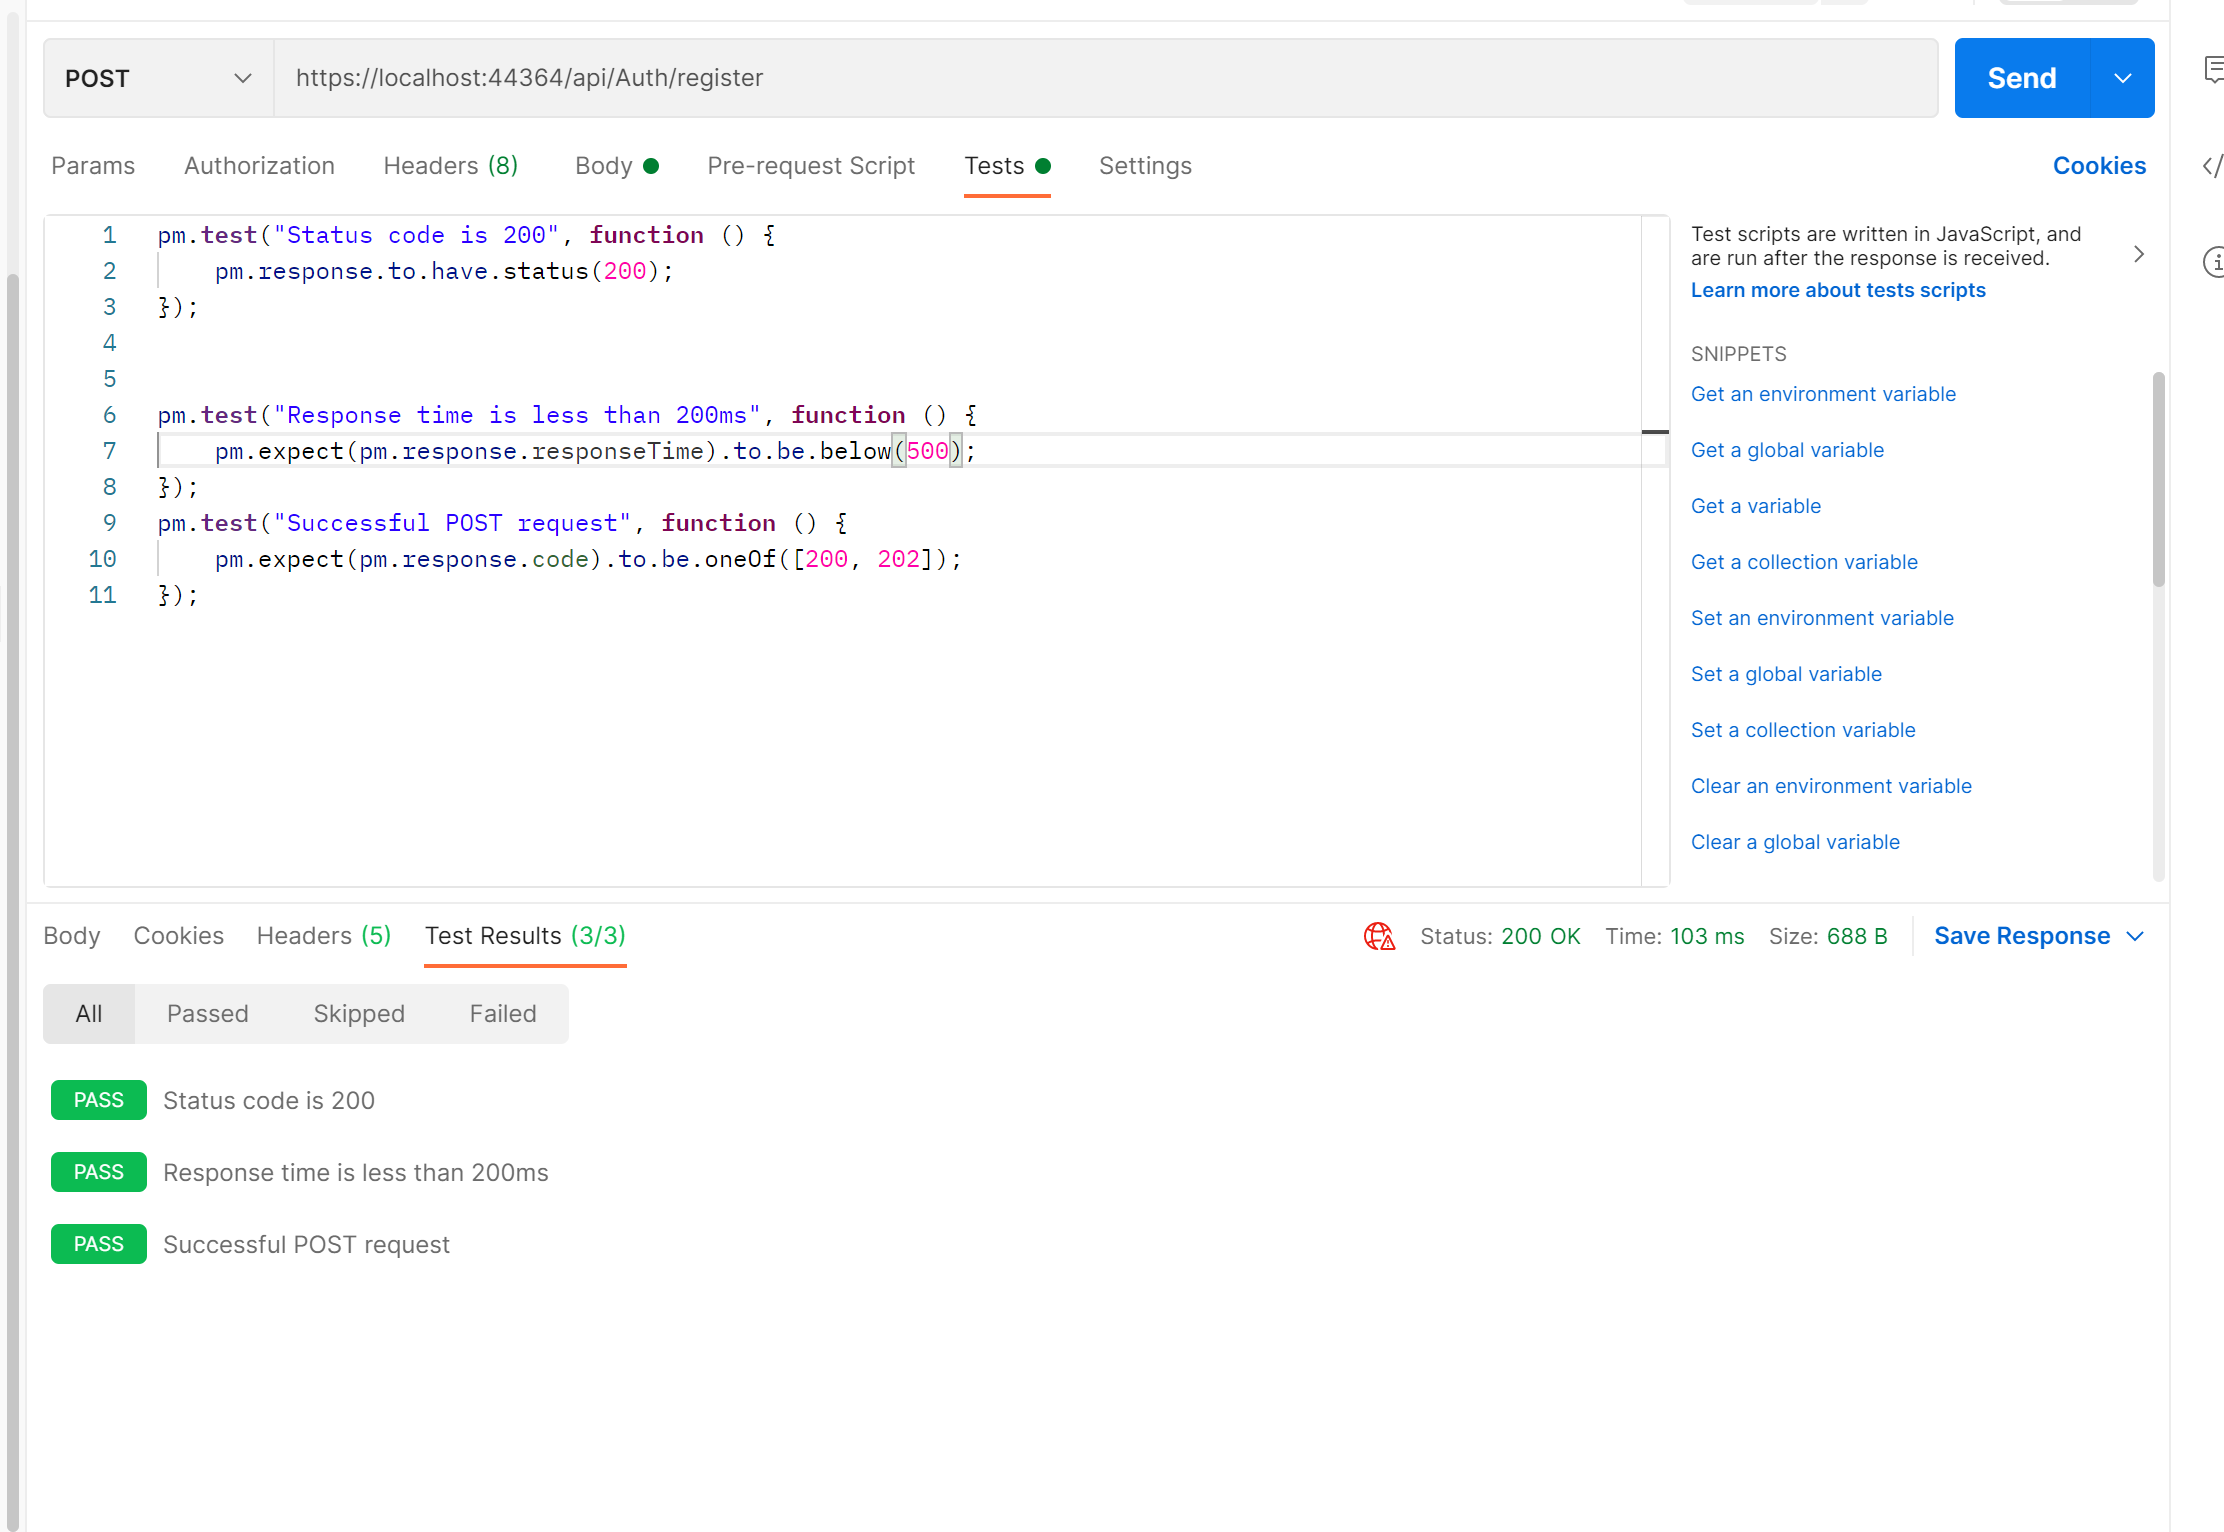 POST
https://localhost:44364/api/Auth/register
Send
Params Authorization Headers (8) Body Pre-request Script Tests Settings Cookies
1 pm.test("Status code is 200", function () {
2     pm.response.to.have.status(200);
3 });
4
5
6 pm.test("Response time is less than 200ms", function () {
7     pm.expect(pm.response.responseTime).to.be.below(500);
8 });
9 pm.test("Successful POST request", function () {
10     pm.expect(pm.response.code).to.be.oneOf([200, 202]);
11 });
Test scripts are written in JavaScript, and
are run after the response is received.
Learn more about tests scripts
SNIPPETS
Get an environment variable
Get a global variable
Get a variable
Get a collection variable
Set an environment variable
Set a global variable
Set a collection variable
Clear an environment variable
Clear a global variable
Body Cookies Headers (5) Test Results (3/3) Status: 200 OK Time: 103 ms Size: 688 B Save Response
All Passed Skipped Failed
PASS Status code is 200
PASS Response time is less than 200ms
PASS Successful POST request